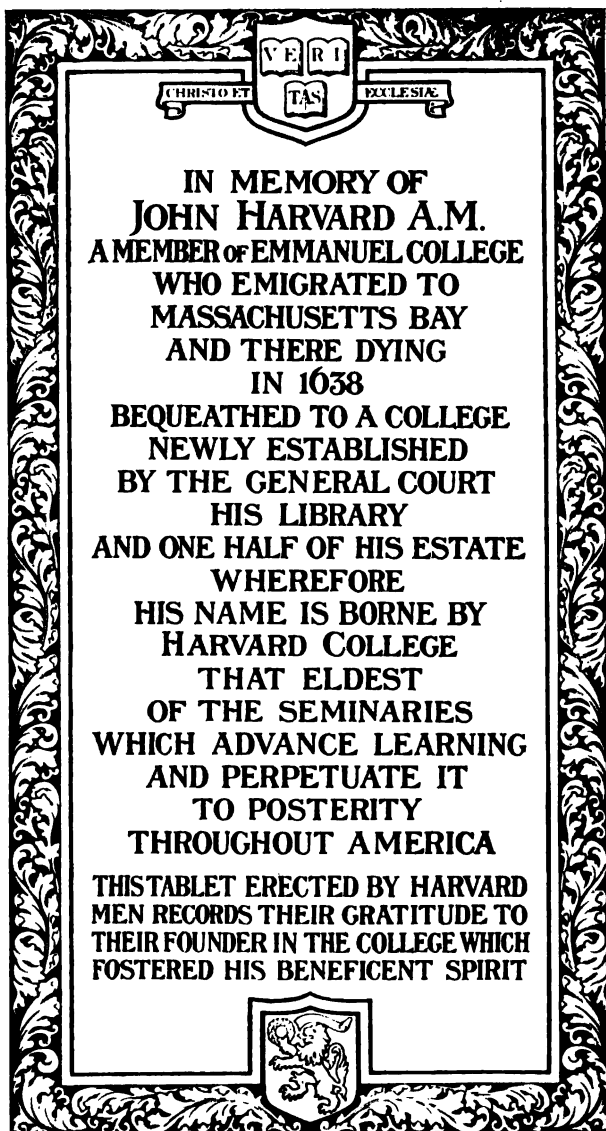 VE RI
CHRISTO ET TAS ECCLESIÆ
IN MEMORY OF
JOHN HARVARD A.M.
A MEMBER OF EMMANUEL COLLEGE
WHO EMIGRATED TO
MASSACHUSETTS BAY
AND THERE DYING
IN 1638
BEQUEATHED TO A COLLEGE
NEWLY ESTABLISHED
BY THE GENERAL COURT
HIS LIBRARY
AND ONE HALF OF HIS ESTATE
WHEREFORE
HIS NAME IS BORNE BY
HARVARD COLLEGE
THAT ELDEST
OF THE SEMINARIES
WHICH ADVANCE LEARNING
AND PERPETUATE IT
TO POSTERITY
THROUGHOUT AMERICA
THIS TABLET ERECTED BY HARVARD
MEN RECORDS THEIR GRATITUDE TO
THEIR FOUNDER IN THE COLLEGE WHICH
FOSTERED HIS BENEFICENT SPIRIT